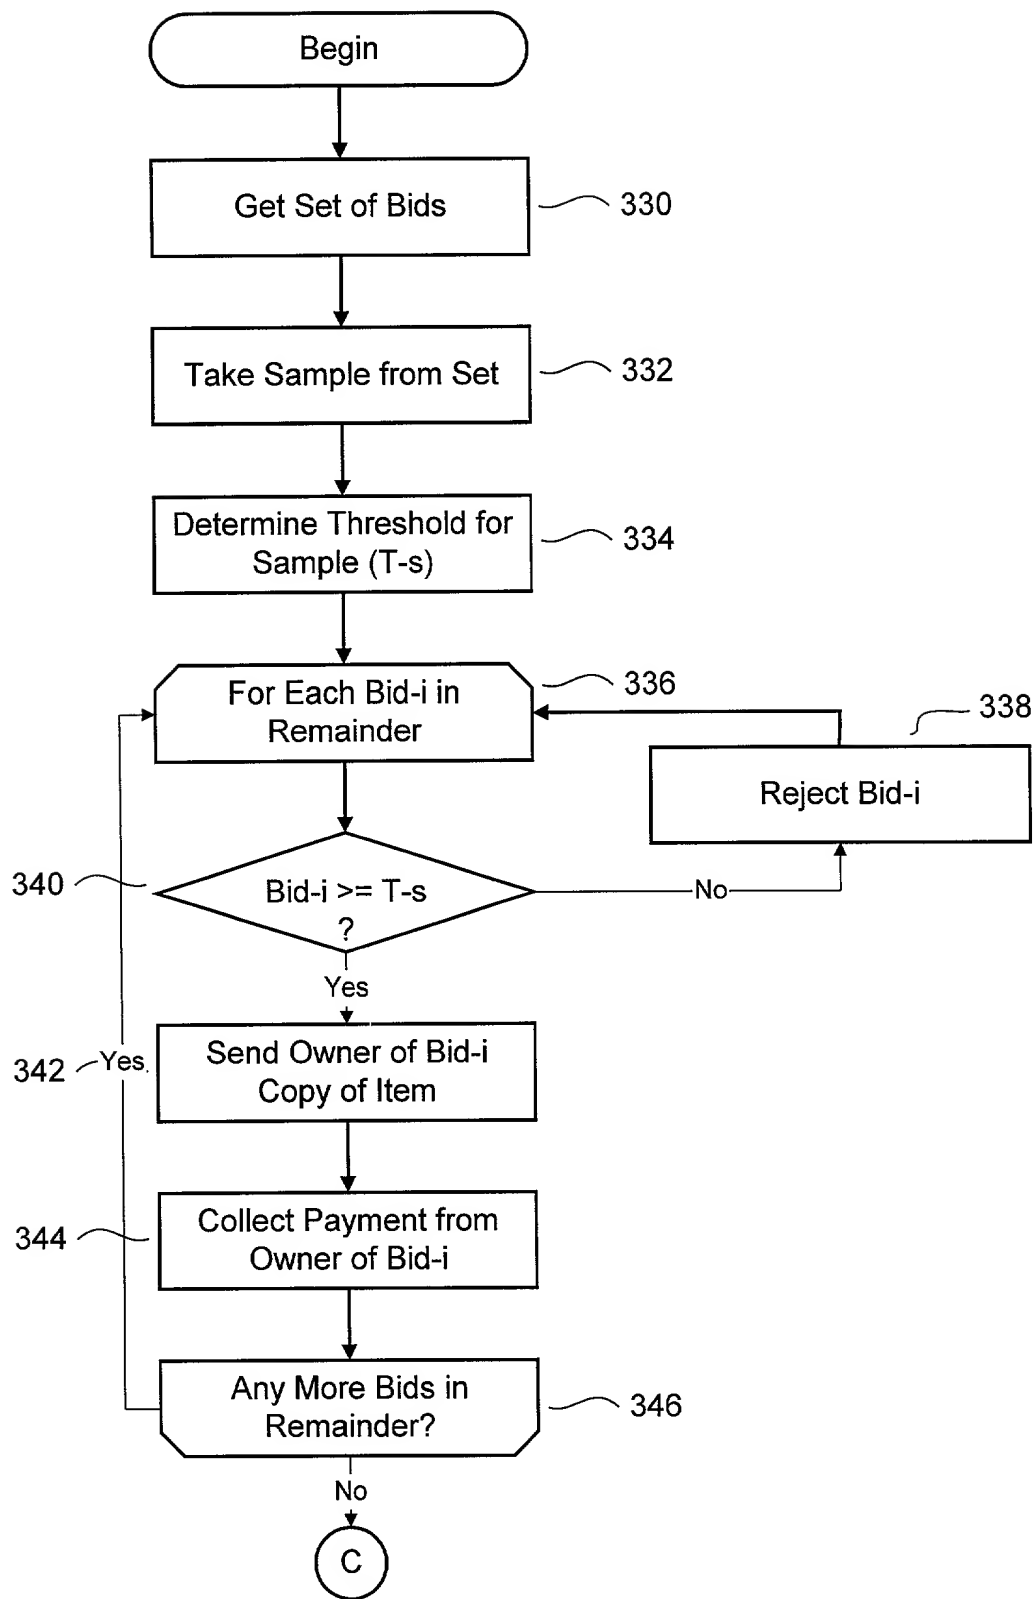 Begin
Get Set of Bids
330
Take Sample from Set
332
Determine Threshold for
Sample (T-s)
334
For Each Bid-i in
Remainder
336
338
Reject Bid-i
340
Bid-i >= T-s
?
No
Yes
342
Yes
Send Owner of Bid-i
Copy of Item
344
Collect Payment from
Owner of Bid-i
Any More Bids in
Remainder?
346
No
C